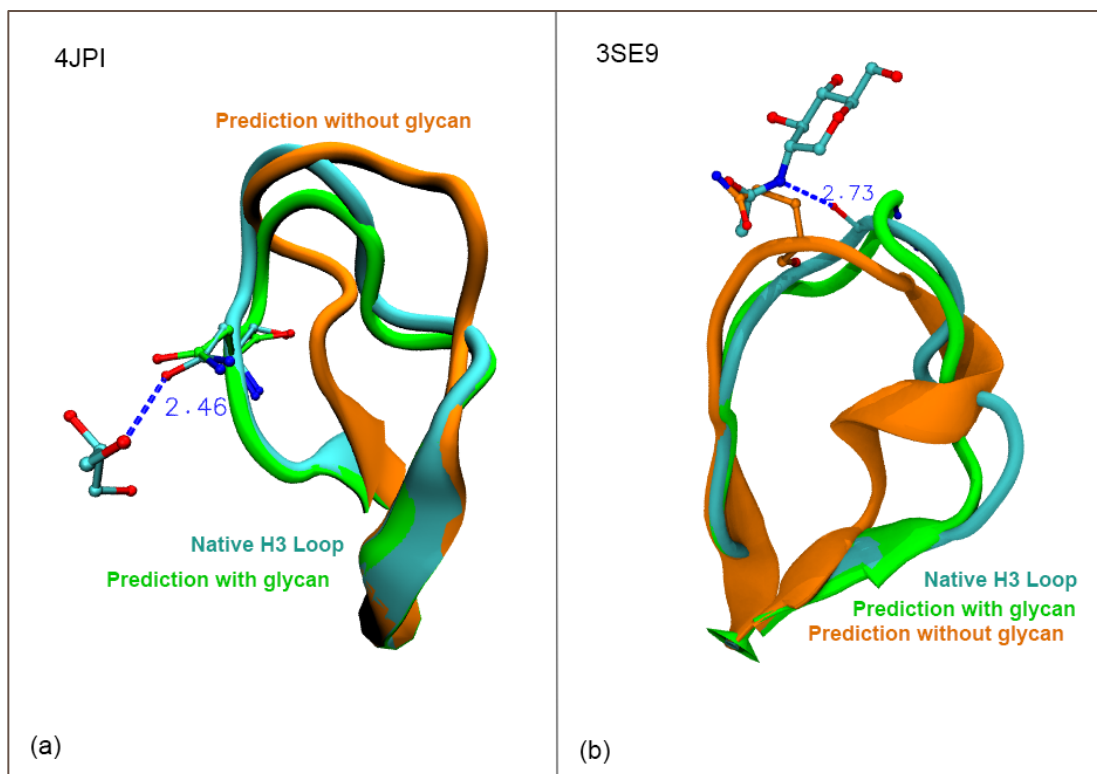 4JPI
Prediction without glycan
2.46
Native H3 Loop
Prediction with glycan
(a)
3SE9
2.73
Native H3 Loop
Prediction with glycan
Prediction without glycan
(b)